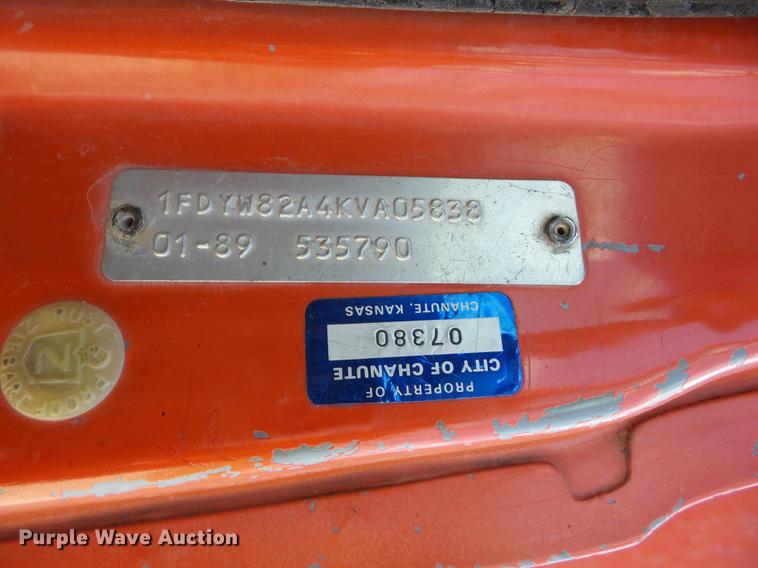 1FDYW82A4KVA05838
01-89 535790
PROPERTY OF
CITY OF CHANUTE
07380
CHANUTE, KANSAS
Z
Purple Wave Auction